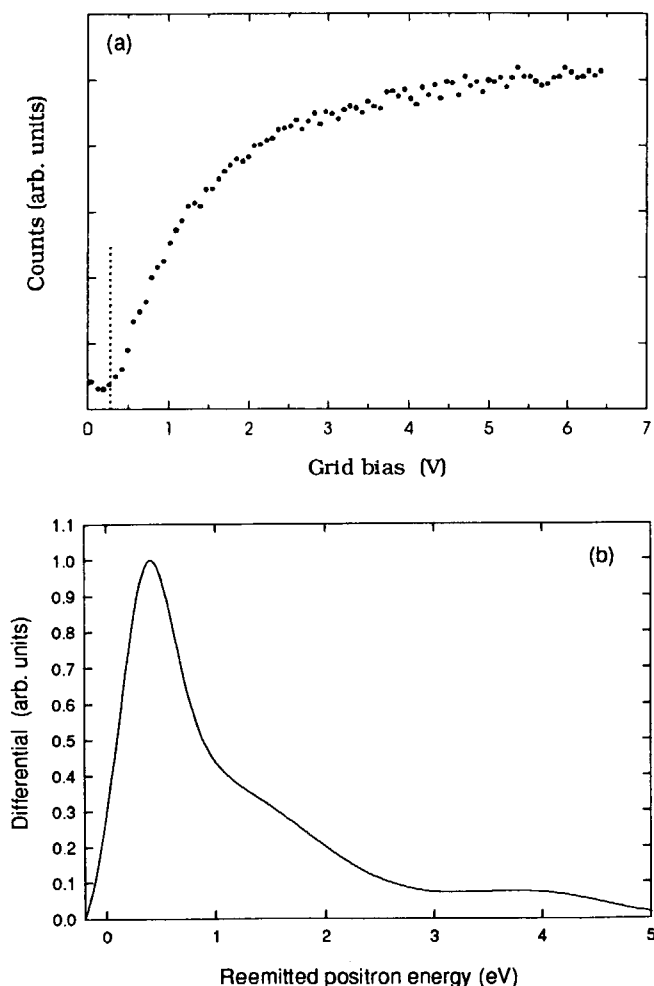 (a)
Counts (arb. units)
0 1 2 3 4 5 6 7
Grid bias (V)
(b)
Differential (arb. units)
1.1
1.0
0.9
0.8
0.7
0.6
0.5
0.4
0.3
0.2
0.1
0.0
0 1 2 3 4 5
Reemitted positron energy (eV)